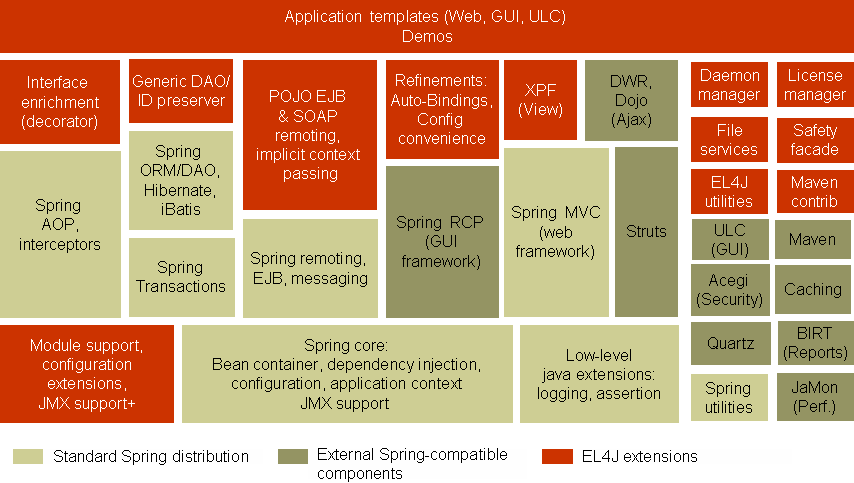 Application templates (Web, GUI, ULC)
Demos
Interface
enrichment
(decorator)
Generic DAO/
ID preserver
POJO EJB
& SOAP
remoting,
implicit context
passing
Refinements:
Auto-Bindings,
Config
convenience
XPF
(View)
DWR,
Dojo
(Ajax)
Daemon
manager
License
manager
File
services
Safety
facade
EL4J
utilities
Maven
contrib
Spring
AOP,
interceptors
Spring
ORM/DAO,
Hibernate,
iBatis
Spring
Transactions
Spring remoting,
EJB, messaging
Spring RCP
(GUI
framework)
Spring MVC
(web
framework)
Struts
ULC
(GUI)
Maven
Acegi
(Security)
Caching
Quartz
BIRT
(Reports)
Spring
utilities
JaMon
(Perf.)
Module support,
configuration
extensions,
JMX support+
Spring core:
Bean container, dependency injection,
configuration, application context
JMX support
Low-level
java extensions:
logging, assertion
Standard Spring distribution
External Spring-compatible
components
EL4J extensions